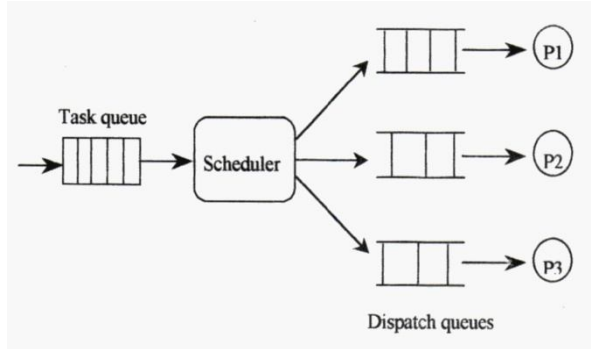 P1
Task queue
Scheduler
P2
P3
Dispatch queues